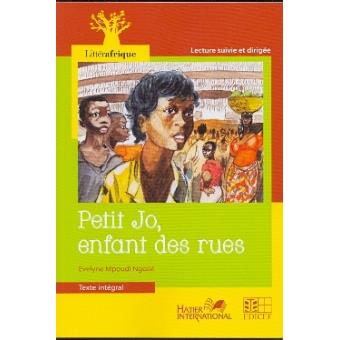 Littérafrique
Lecture suivie et dirigée
Petit Jo,
enfant des rues
Evelyne Mpoudi Ngollé
Texte intégral
HATIER
INTERNATIONAL
EDICEF